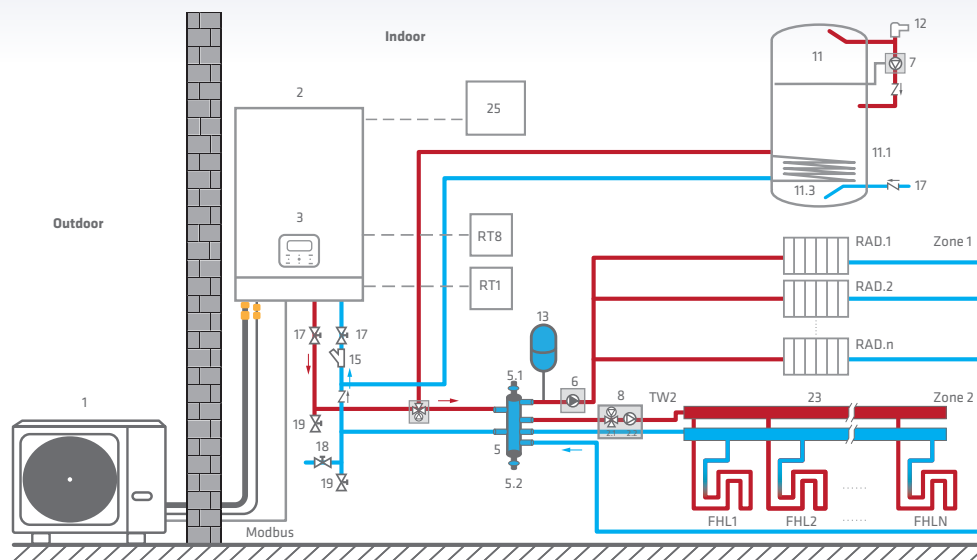 Indoor
12
2
11
7
25
11.1
11.3
17
3
Outdoor
RT8
RAD.1
Zone 1
RT1
RAD.2
17
17
13
15
RAD.n
5.1
6
1
8
TW2
23
Zone 2
19
18
5
19
5.2
FHL1
FHL2
......
FHLN
Modbus